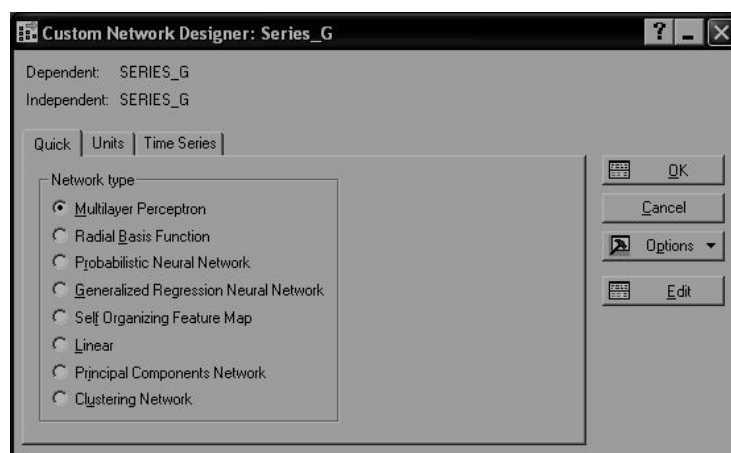 Custom Network Designer: Series_G
Dependent: SERIES_G
Independent: SERIES_G
Quick Units Time Series
Network type
Multilayer Perceptron
Radial Basis Function
Probabilistic Neural Network
Generalized Regression Neural Network
Self Organizing Feature Map
Linear
Principal Components Network
Clustering Network
OK
Cancel
Options
Edit